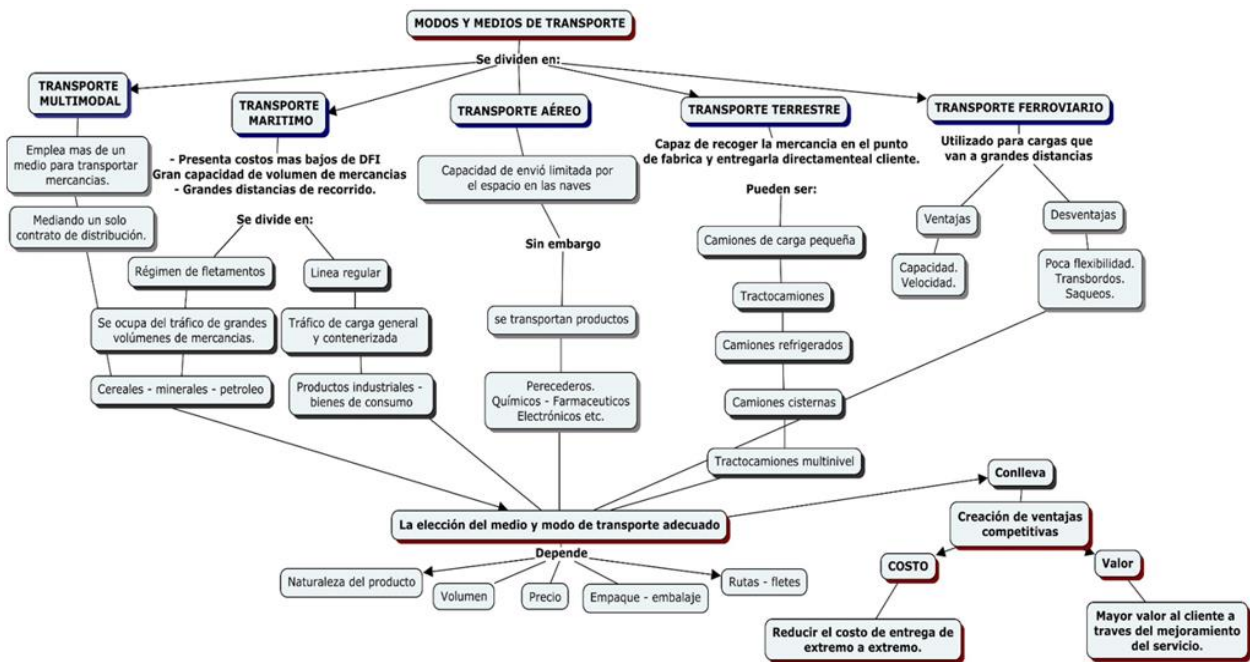 MODOS Y MEDIOS DE TRANSPORTE
Se dividen en:
TRANSPORTE
MULTIMODAL
Emplea mas de un
medio para transportar
mercancias.
Mediando un solo
contrato de distribución.
TRANSPORTE
MARITIMO
- Presenta costos mas bajos de DFI
Gran capacidad de volumen de mercancias
- Grandes distancias de recorrido.
Se divide en:
Régimen de fletamentos
Se ocupa del tráfico de grandes
volúmenes de mercancias.
Cereales - minerales - petroleo
Linea regular
Tráfico de carga general
y contenerizada
Productos industriales -
bienes de consumo
TRANSPORTE AÉREO
Capacidad de envió limitada por
el espacio en las naves
Sin embargo
se transportan productos
Perecederos.
Químicos - Farmaceuticos
Electrónicos etc.
TRANSPORTE TERRESTRE
Capaz de recoger la mercancia en el punto
de fabrica y entregarla directamenteal cliente.
Pueden ser:
Camiones de carga pequeña
Tractocamiones
Camiones refrigerados
Camiones cisternas
Tractocamiones multinivel
TRANSPORTE FERROVIARIO
Utilizado para cargas que
van a grandes distancias
Ventajas
Capacidad.
Velocidad.
Desventajas
Poca flexibilidad.
Transbordos.
Saqueos.
La elección del medio y modo de transporte adecuado
Depende
Naturaleza del producto
Volumen
Precio
Empaque - embalaje
Rutas - fletes
Conlleva
Creación de ventajas
competitivas
COSTO
Reducir el costo de entrega de
extremo a extremo.
Valor
Mayor valor al cliente a
traves del mejoramiento
del servicio.